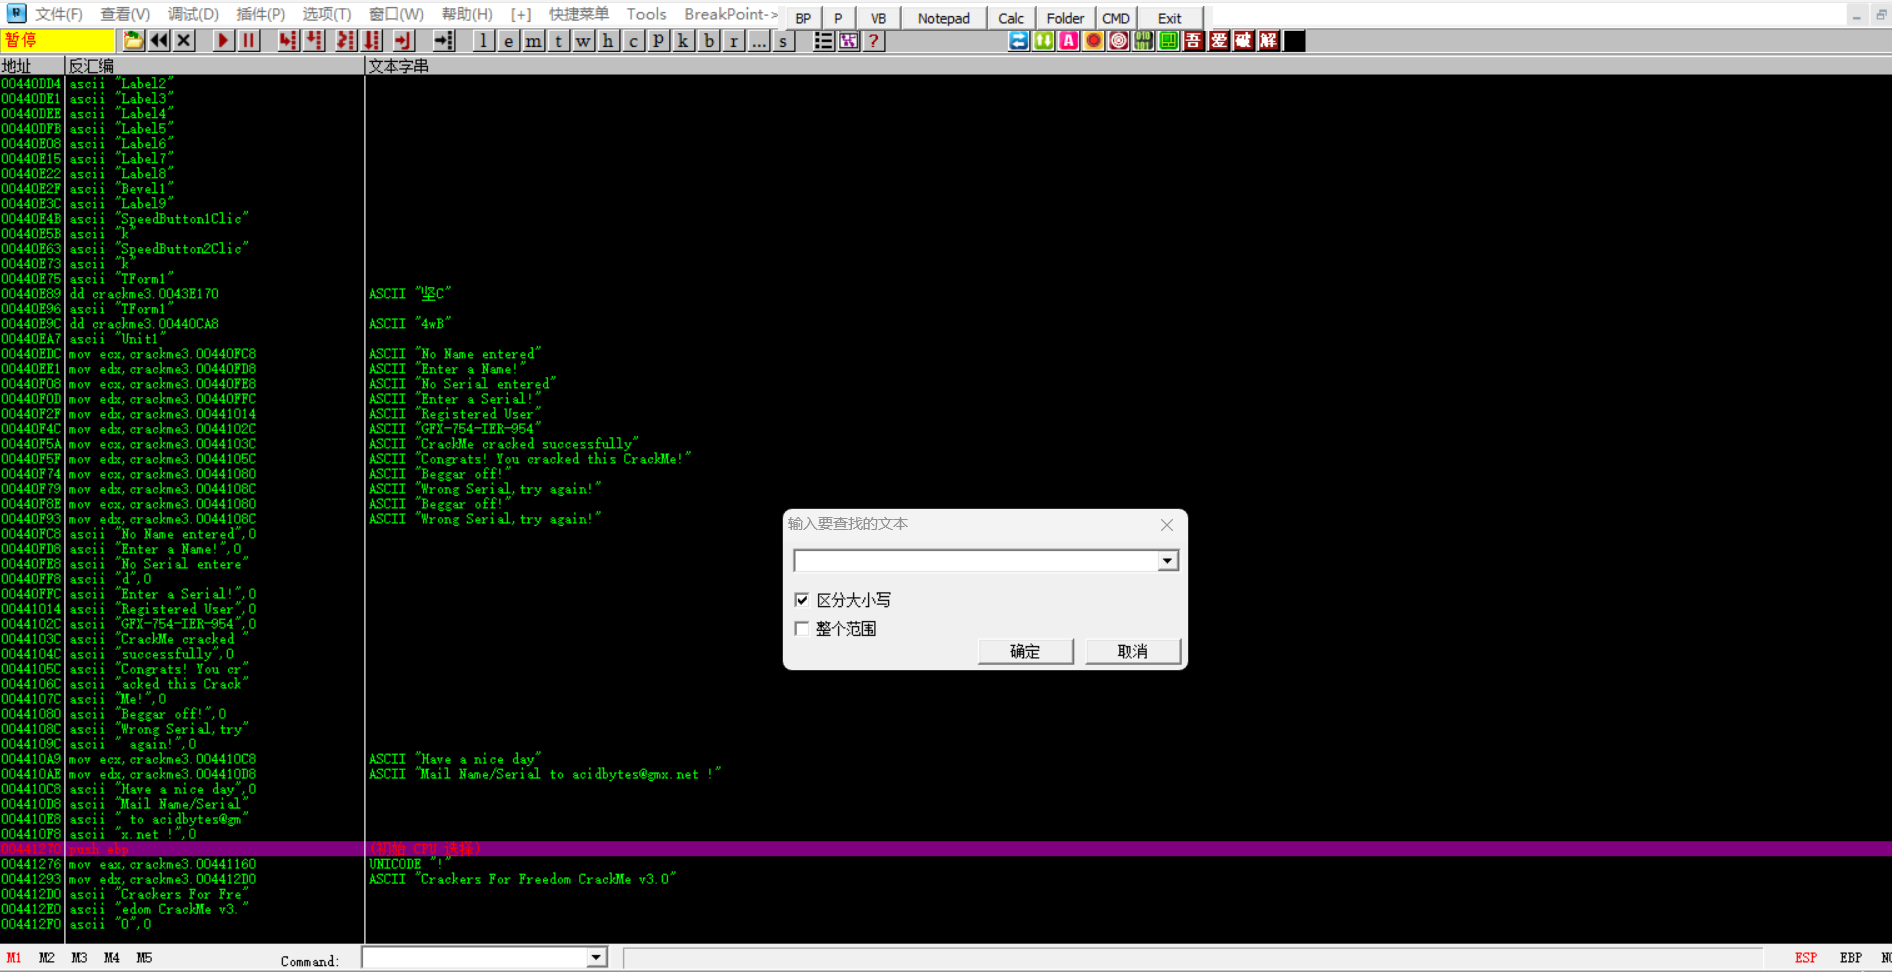 文件(F) 查看(V) 调试(D) 插件(P) 选项(T) 窗口(W) 帮助(H) [+] 快捷菜单 Tools BreakPoint-> BP P VB Notepad Calc Folder CMD Exit
暂停 l e m t w h c P k b r ... s ? A 吾 爱 破 解
地址 反汇编 文本字串
00440DD4 ascii "Label2"
00440DE1 ascii "Label3"
00440DEE ascii "Label4"
00440DFB ascii "Label5"
00440E08 ascii "Label6"
00440E15 ascii "Label7"
00440E22 ascii "Label8"
00440E2F ascii "Bevel1"
00440E3C ascii "Label9"
00440E4B ascii "SpeedButton1Clic"
00440E5B ascii "k"
00440E63 ascii "SpeedButton2Clic"
00440E73 ascii "k"
00440E75 ascii "TForm1"
00440E89 dd crackme3.0043E170 ASCII "坚C"
00440E96 ascii "TForm1"
00440E9C dd crackme3.00440CA8 ASCII "4wB"
00440EA7 ascii "Unit1"
00440EDC mov ecx,crackme3.00440FC8 ASCII "No Name entered"
00440EE1 mov edx,crackme3.00440FD8 ASCII "Enter a Name!"
00440F08 mov ecx,crackme3.00440FE8 ASCII "No Serial entered"
00440F0D mov edx,crackme3.00440FFC ASCII "Enter a Serial!"
00440F2F mov edx,crackme3.00441014 ASCII "Registered User"
00440F4C mov edx,crackme3.0044102C ASCII "GFX-754-IER-954"
00440F5A mov ecx,crackme3.0044103C ASCII "CrackMe cracked successfully"
00440F5F mov edx,crackme3.0044105C ASCII "Congrats! You cracked this CrackMe!"
00440F74 mov ecx,crackme3.00441080 ASCII "Beggar off!"
00440F79 mov edx,crackme3.0044108C ASCII "Wrong Serial,try again!"
00440F8E mov ecx,crackme3.00441080 ASCII "Beggar off!"
00440F93 mov edx,crackme3.0044108C ASCII "Wrong Serial,try again!"
00440FC8 ascii "No Name entered",0
00440FD8 ascii "Enter a Name!",0
00440FE8 ascii "No Serial entere"
00440FF8 ascii "d",0
00440FFC ascii "Enter a Serial!",0
00441014 ascii "Registered User",0
0044102C ascii "GFX-754-IER-954",0
0044103C ascii "CrackMe cracked "
0044104C ascii "successfully",0
0044105C ascii "Congrats! You cr"
0044106C ascii "acked this Crack"
0044107C ascii "Me!",0
00441080 ascii "Beggar off!",0
0044108C ascii "Wrong Serial,try"
0044109C ascii " again!",0
004410A9 mov ecx,crackme3.004410C8 ASCII "Have a nice day"
004410AE mov edx,crackme3.004410D8 ASCII "Mail Name/Serial to acidbytes@gmx.net !"
004410C8 ascii "Have a nice day",0
004410D8 ascii "Mail Name/Serial"
004410E8 ascii " to acidbytes@gm"
004410F8 ascii "x.net !",0
00441270 push ebp (初始 CPU 选择)
00441276 mov eax,crackme3.00441160 UNICODE "!"
00441293 mov edx,crackme3.004412D0 ASCII "Crackers For Freedom CrackMe v3.0"
004412D0 ascii "Crackers For Fre"
004412E0 ascii "edom CrackMe v3."
004412F0 ascii "0",0
输入要查找的文本
区分大小写
整个范围
确定 取消
M1 M2 M3 M4 M5 Command: ESP EBP